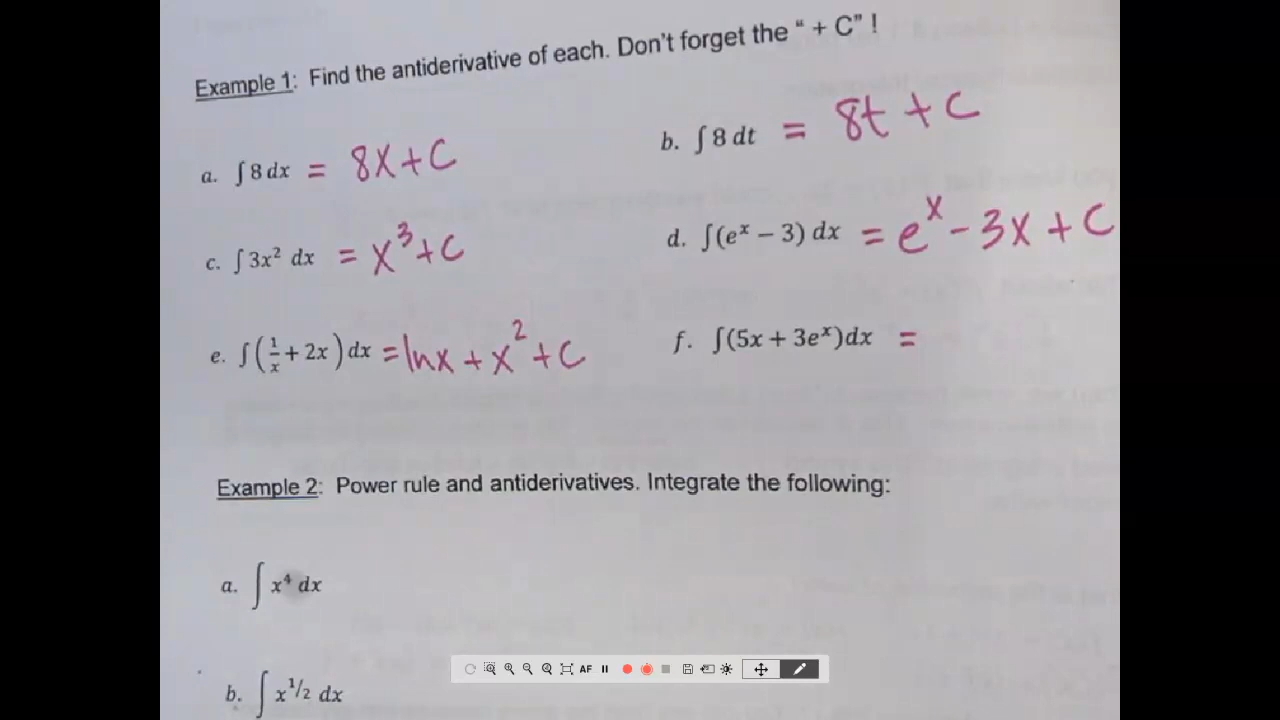 Example 1: Find the antiderivative of each. Don't forget the " + C" !
a. ∫8 dx = 8x + C
b. ∫8 dt = 8t + C
c. ∫3x² dx = x³ + C
d. ∫(eˣ − 3) dx = eˣ - 3x + C
e. ∫(1/x + 2x) dx = lnx + x² + C
f. ∫(5x + 3eˣ)dx =
Example 2: Power rule and antiderivatives. Integrate the following:
a. ∫ x⁴ dx
b. ∫ x^1/2 dx
AF